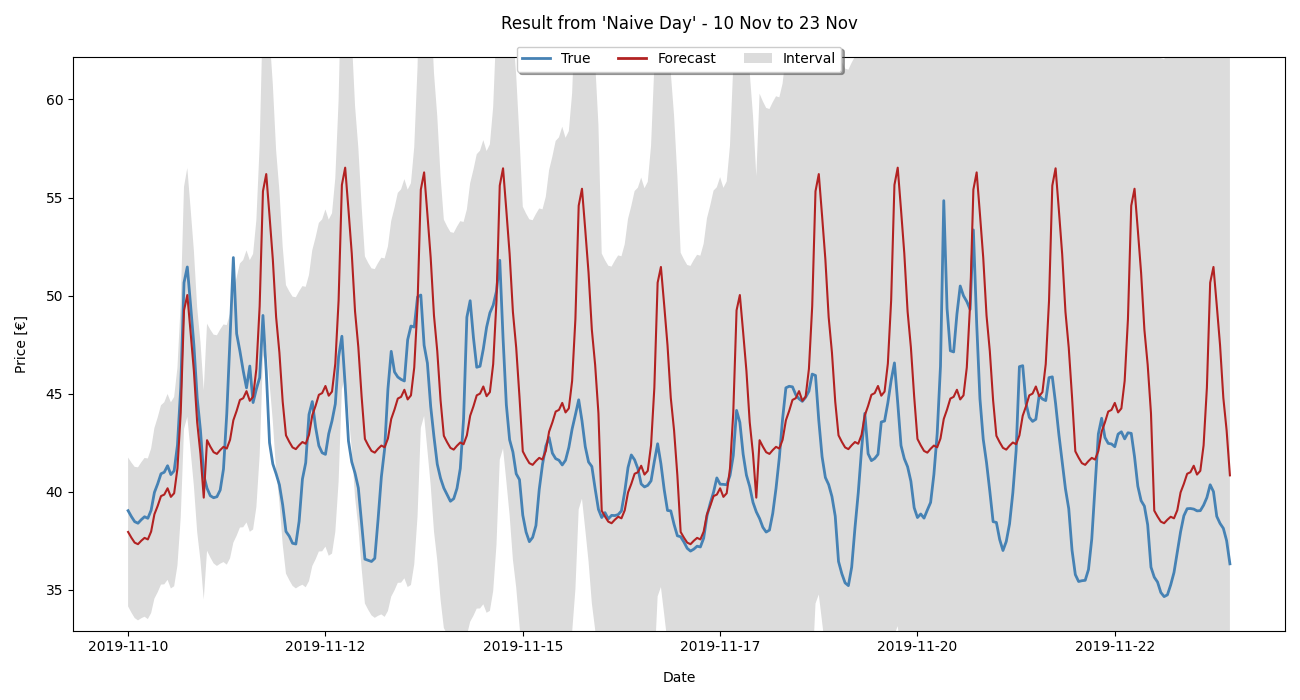 Result from 'Naive Day' - 10 Nov to 23 Nov
True Forecast Interval
60
55
50
45
40
35
Price [€]
2019-11-10 2019-11-12 2019-11-15 2019-11-17 2019-11-20 2019-11-22
Date